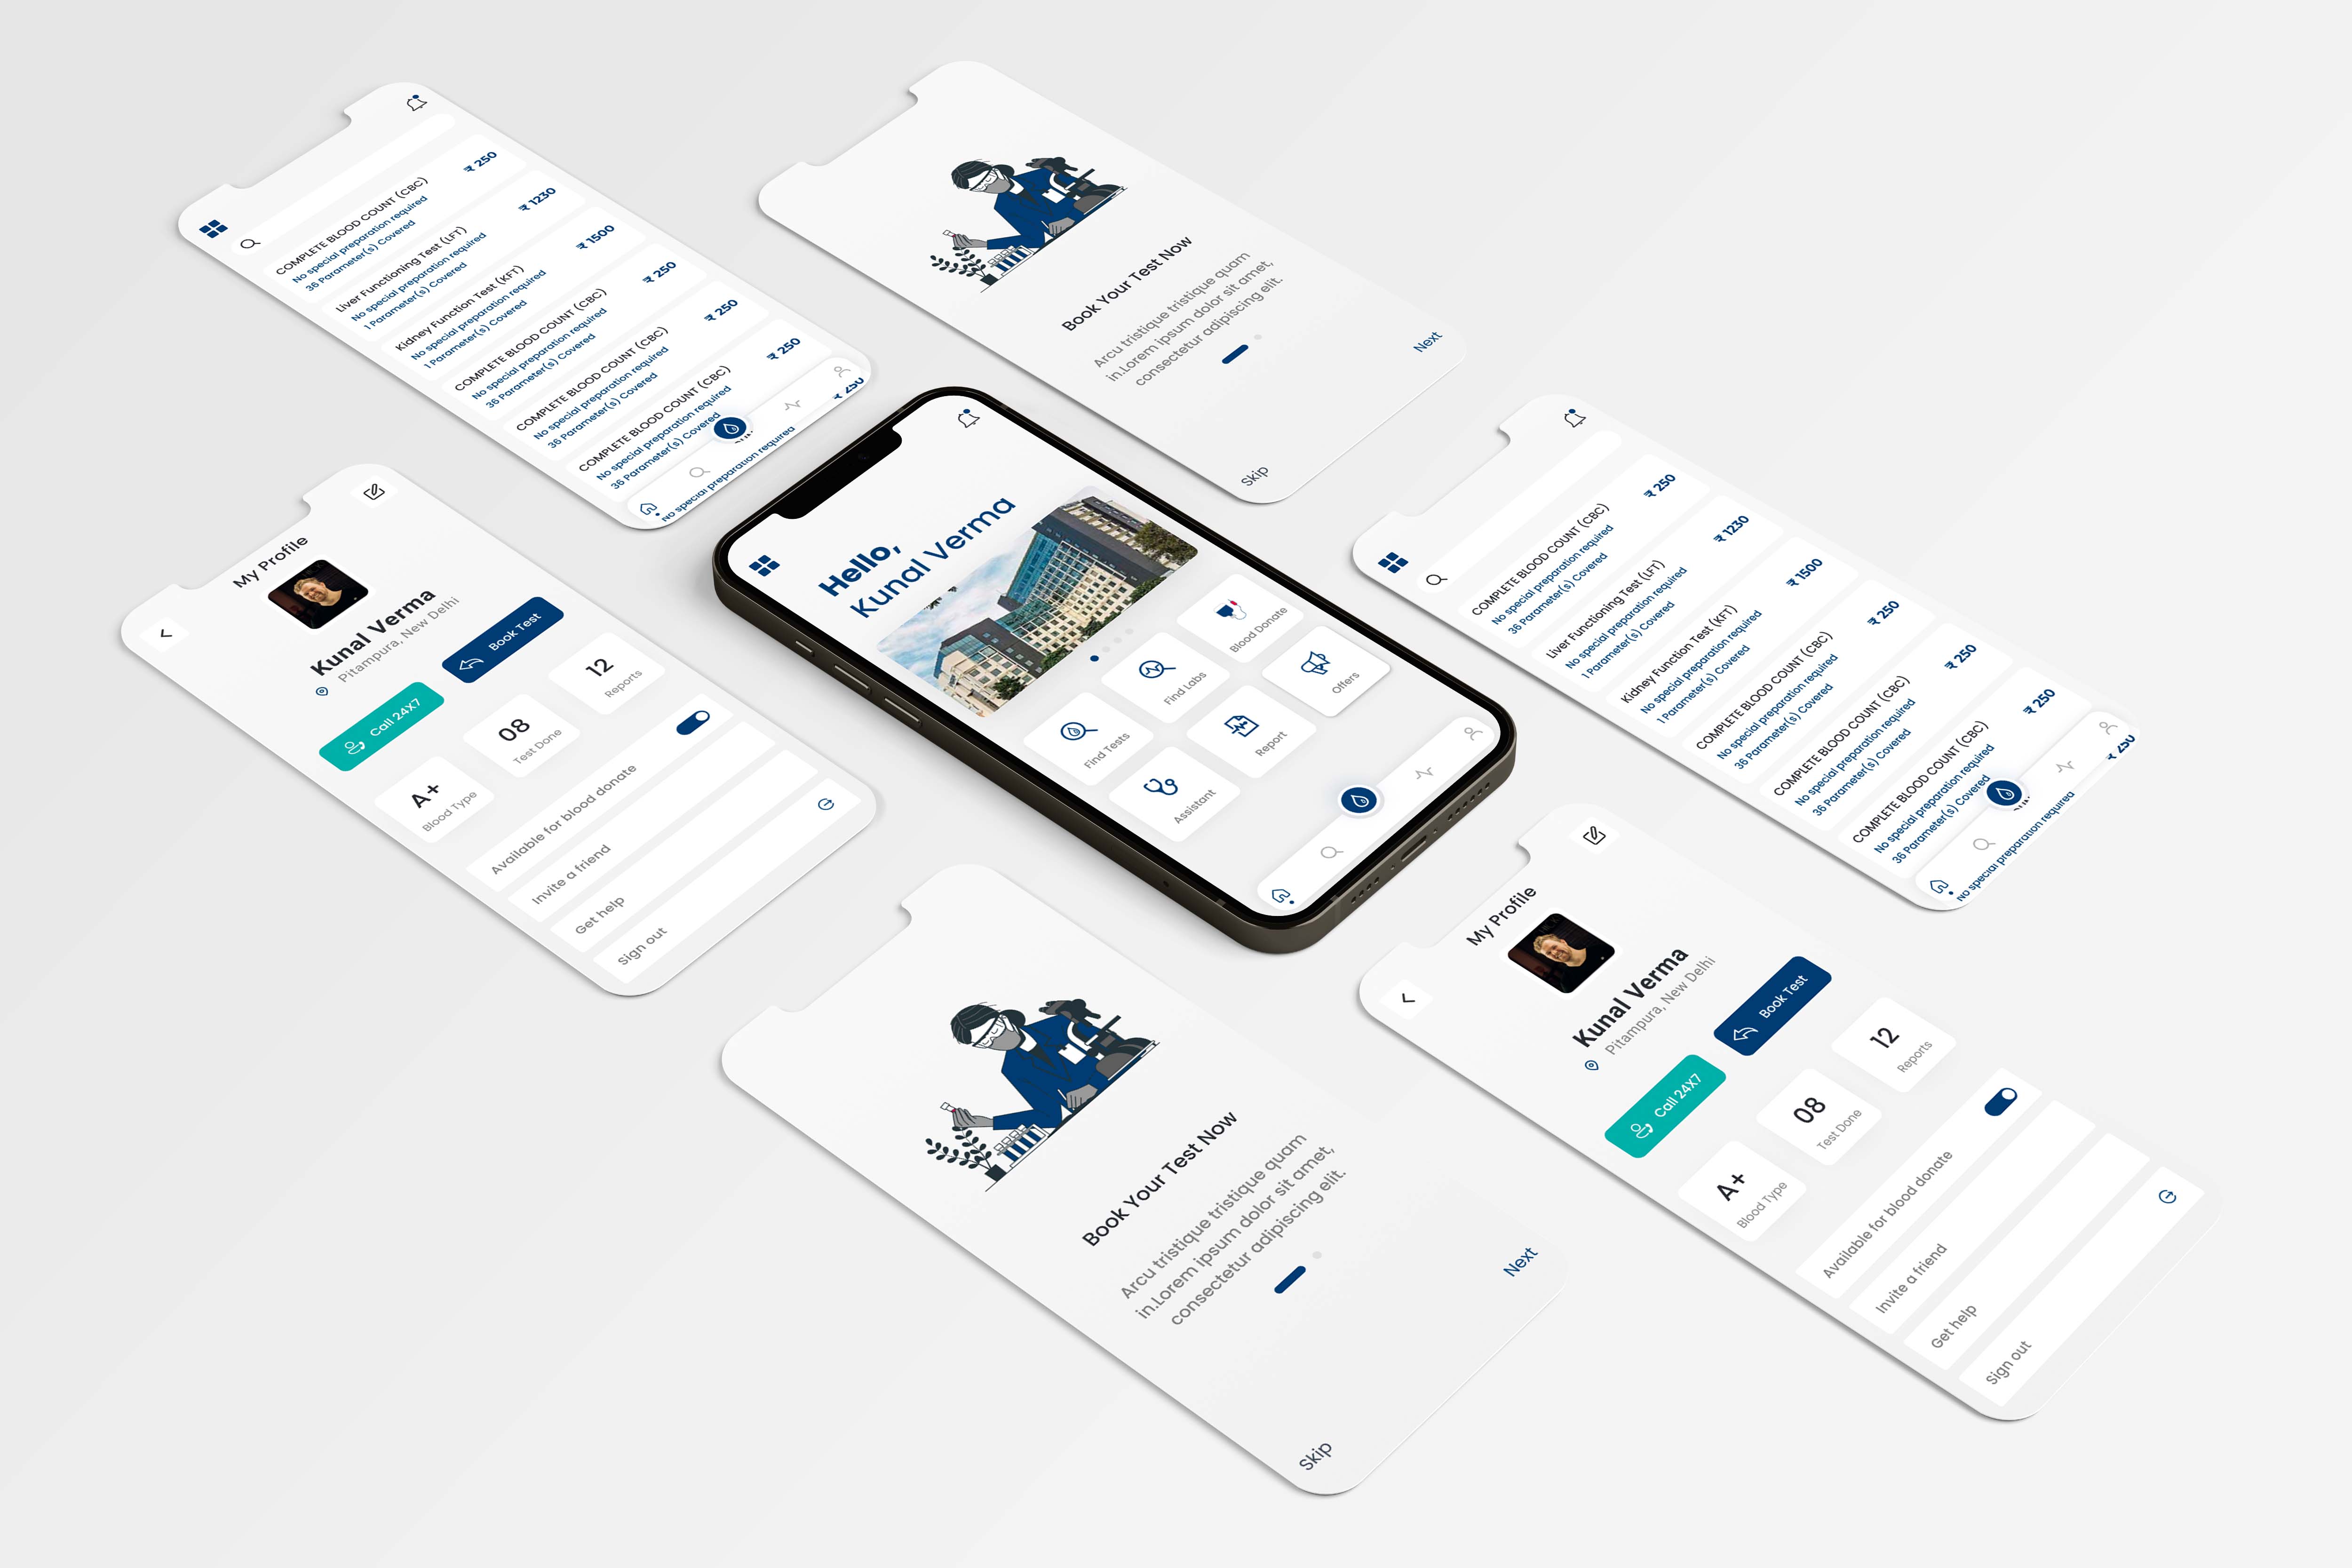 ₹ 250
COMPLETE BLOOD COUNT (CBC)
No special preparation required
36 Parameter(s) Covered
₹ 1230
Liver Functioning Test (LFT)
No special preparation required
1 Parameter(s) Covered
₹ 1500
Kidney Function Test (KFT)
No special preparation required
1 Parameter(s) Covered
₹ 250
COMPLETE BLOOD COUNT (CBC)
No special preparation required
36 Parameter(s) Covered
₹ 250
COMPLETE BLOOD COUNT (CBC)
No special preparation required
36 Parameter(s) Covered
₹ 250
COMPLETE BLOOD COUNT (CBC)
No special preparation required
36 Parameter(s) Covered
₹ 250
No special preparation required
Book Your Test Now
Arcu tristique tristique quam
in.Lorem ipsum dolor sit amet,
consectetur adipiscing elit.
Next
Skip
My Profile
Kunal Verma
Pitampura, New Delhi
Call 24X7
Book Test
A+
Blood Type
08
Test Done
12
Reports
Available for blood donate
Invite a friend
Get help
Sign out
Hello,
Kunal Verma
Find Tests
Find Labs
Blood Donate
Assistant
Report
Offers
₹ 250
COMPLETE BLOOD COUNT (CBC)
No special preparation required
36 Parameter(s) Covered
₹ 1230
Liver Functioning Test (LFT)
No special preparation required
1 Parameter(s) Covered
₹ 1500
Kidney Function Test (KFT)
No special preparation required
1 Parameter(s) Covered
₹ 250
COMPLETE BLOOD COUNT (CBC)
No special preparation required
36 Parameter(s) Covered
₹ 250
COMPLETE BLOOD COUNT (CBC)
No special preparation required
36 Parameter(s) Covered
₹ 250
COMPLETE BLOOD COUNT (CBC)
No special preparation required
36 Parameter(s) Covered
₹ 250
No special preparation required
Book Your Test Now
Arcu tristique tristique quam
in.Lorem ipsum dolor sit amet,
consectetur adipiscing elit.
Next
Skip
My Profile
Kunal Verma
Pitampura, New Delhi
Call 24X7
Book Test
A+
Blood Type
08
Test Done
12
Reports
Available for blood donate
Invite a friend
Get help
Sign out